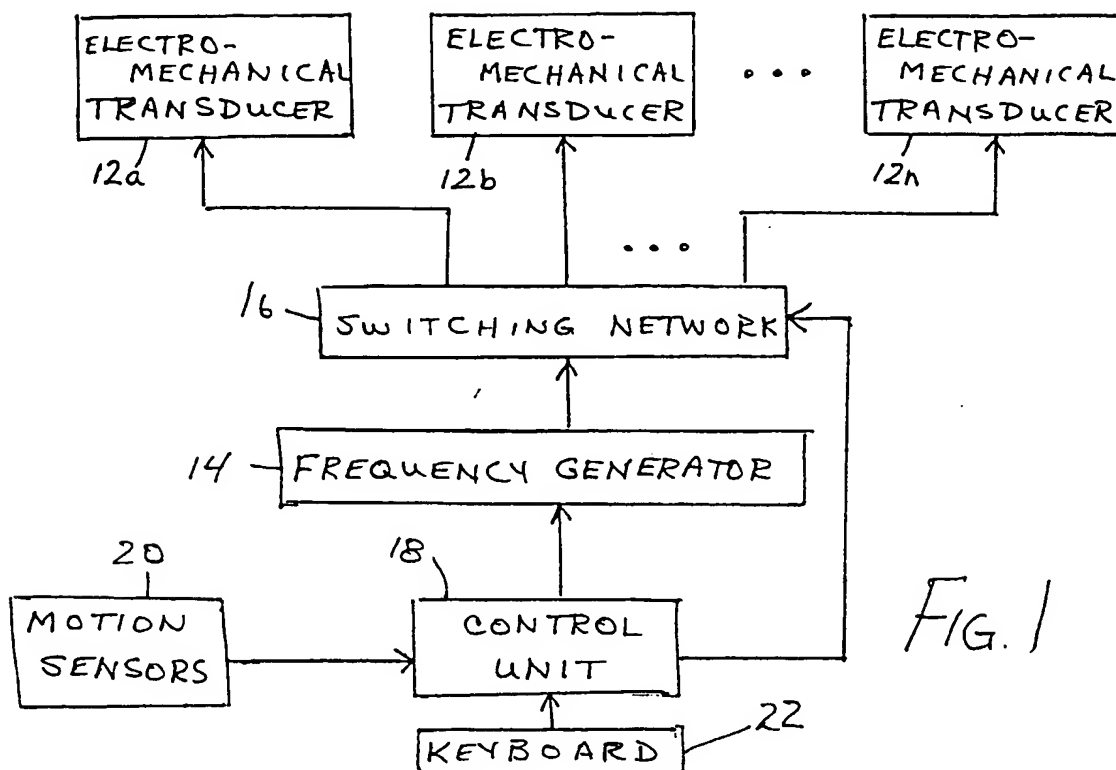 ELECTRO-
MECHANICAL
TRANSDUCER
12a
ELECTRO-
MECHANICAL
TRANSDUCER
12b
• • •
ELECTRO-
MECHANICAL
TRANSDUCER
12n
• • •
16
SWITCHING NETWORK
14
FREQUENCY GENERATOR
20
MOTION
SENSORS
18
CONTROL
UNIT
FIG. 1
KEYBOARD
22